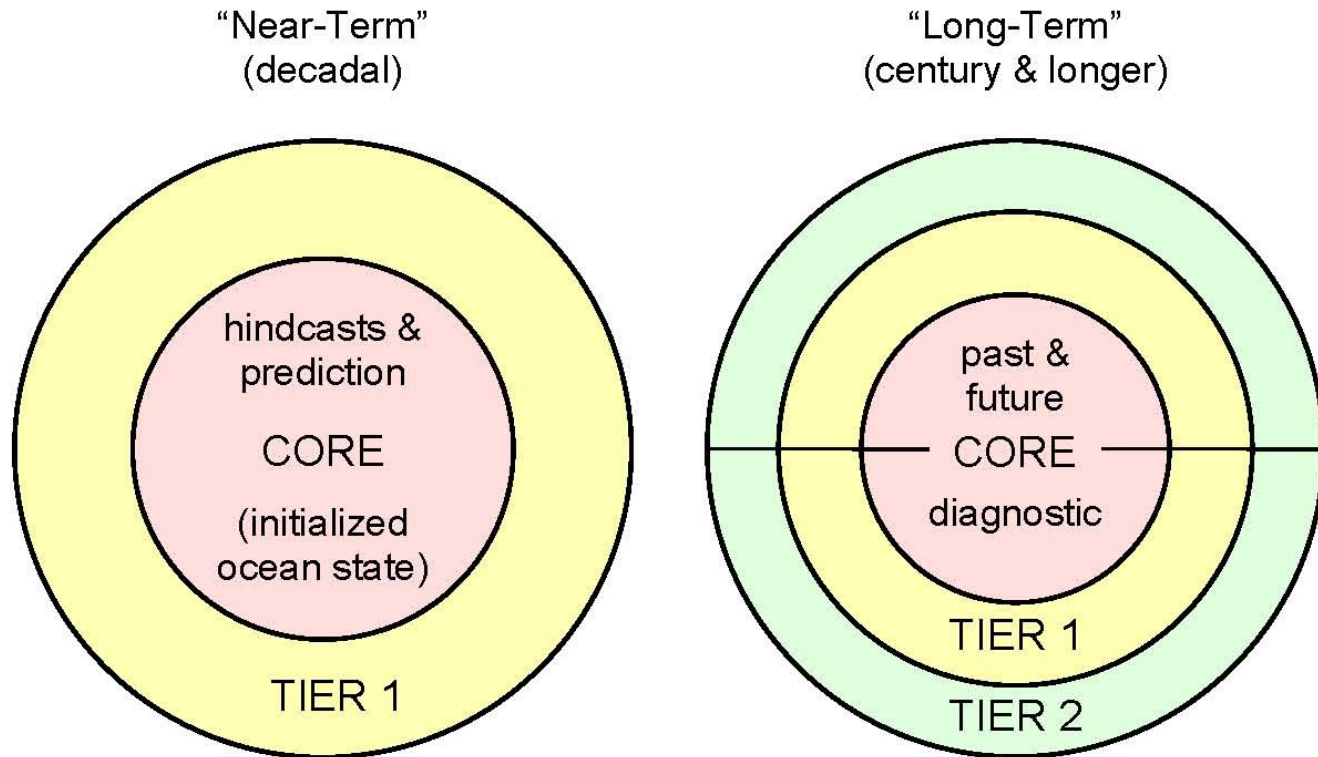 “Near-Term”
(decadal)
hindcasts &
prediction
CORE
(initialized
ocean state)
TIER 1
“Long-Term”
(century & longer)
past &
future
CORE
diagnostic
TIER 1
TIER 2